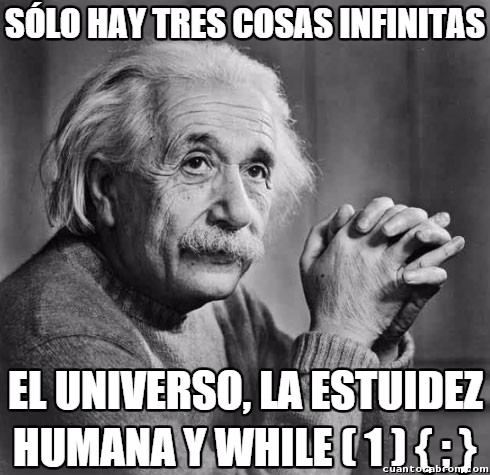 SÓLO HAY TRES COSAS INFINITAS
EL UNIVERSO, LA ESTUIDEZ
HUMANA Y WHILE ( 1 ) { ; }
cuantocabron.com